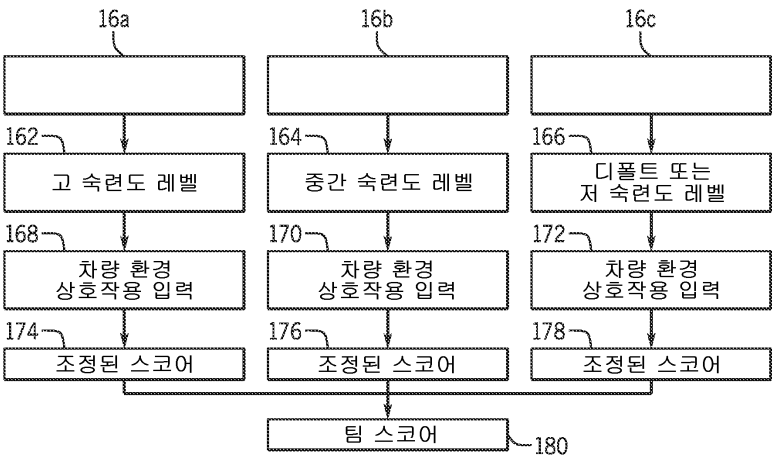 16a 16b 16c
162 164 166
고 숙련도 레벨 중간 숙련도 레벨 디폴트 또는
저 숙련도 레벨
168 170 172
차량 환경 차량 환경 차량 환경
상호작용 입력 상호작용 입력 상호작용 입력
174 176 178
조정된 스코어 조정된 스코어 조정된 스코어
팀 스코어
180